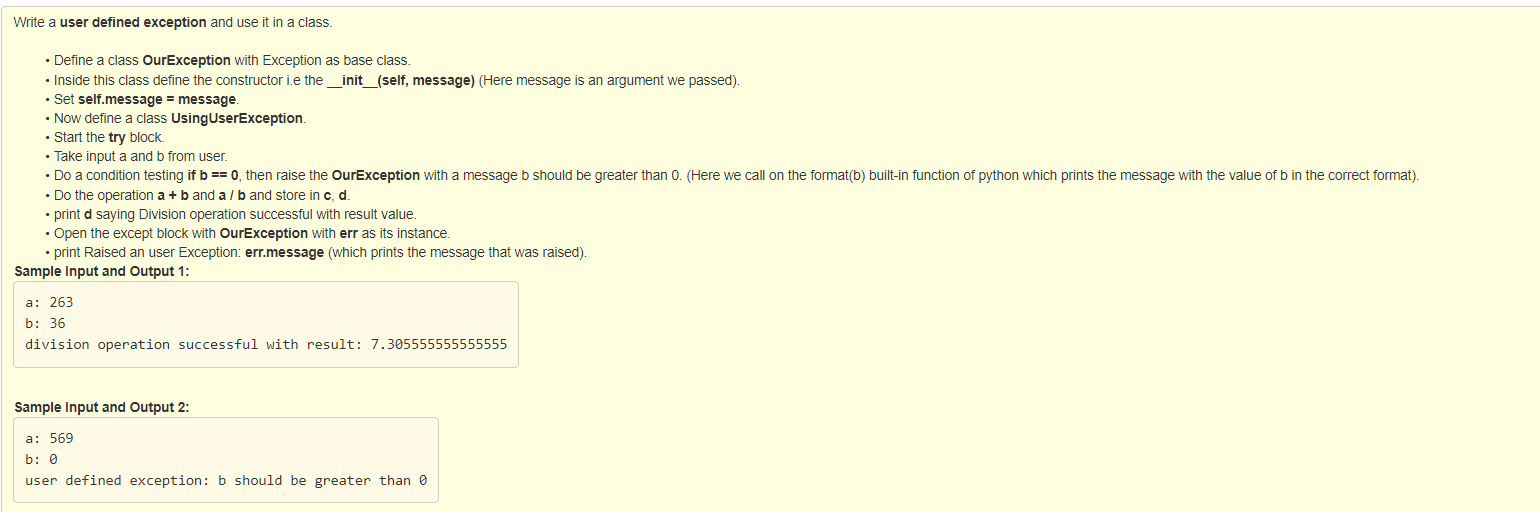 Write a user defined exception and use it in a class.
• Define a class OurException with Exception as base class.
• Inside this class define the constructor i.e the __init__(self, message) (Here message is an argument we passed).
• Set self.message = message.
• Now define a class UsingUserException.
• Start the try block.
• Take input a and b from user.
• Do a condition testing if b == 0, then raise the OurException with a message b should be greater than 0. (Here we call on the format(b) built-in function of python which prints the message with the value of b in the correct format).
• Do the operation a + b and a / b and store in c, d.
• print d saying Division operation successful with result value.
• Open the except block with OurException with err as its instance.
• print Raised an user Exception: err.message (which prints the message that was raised).
Sample Input and Output 1:
a: 263
b: 36
division operation successful with result: 7.305555555555555
Sample Input and Output 2:
a: 569
b: 0
user defined exception: b should be greater than 0